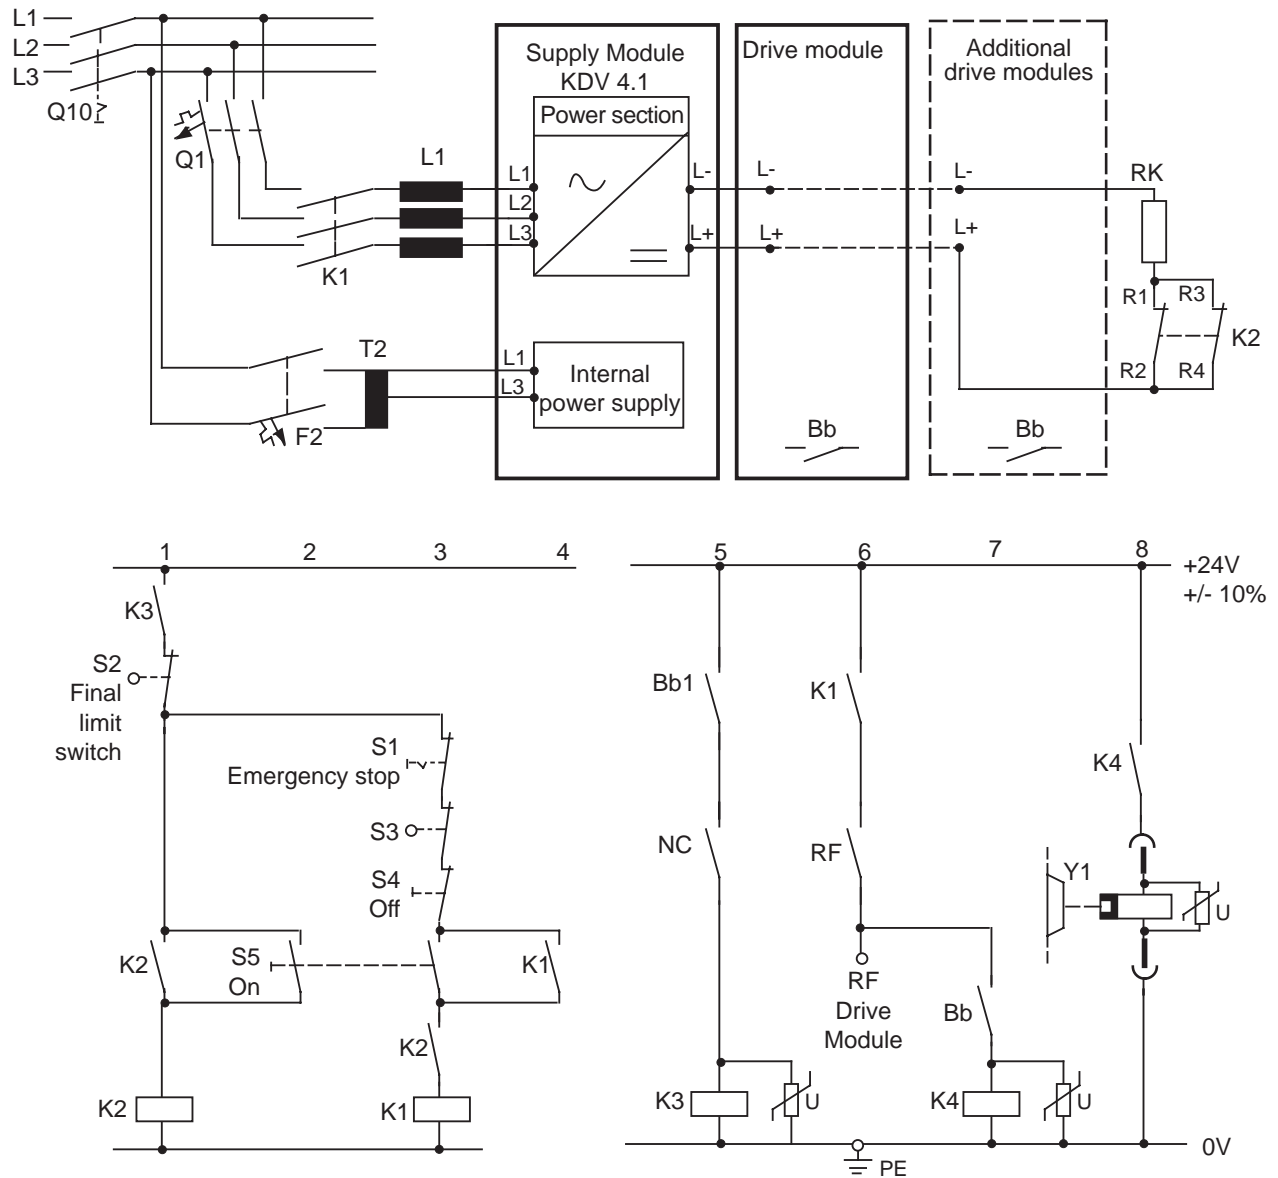 L1
L2
L3
Q10
Q1
K1
L1
T2
F2
Supply Module
KDV 4.1
Power section
L1
L2
L3
L-
L+
L1
L3
Internal
power supply
Drive module
L-
L+
Bb
Additional
drive modules
L-
L+
Bb
RK
R1
R3
R2
R4
K2
1
2
3
4
K3
S2
Final
limit
switch
S1
Emergency stop
S3
S4
Off
K2
S5
On
K1
K2
K2
K1
5
6
7
8
+24V
+/- 10%
Bb1
K1
K4
NC
RF
Y1
U
RF
Drive
Module
Bb
K3
U
K4
U
0V
PE